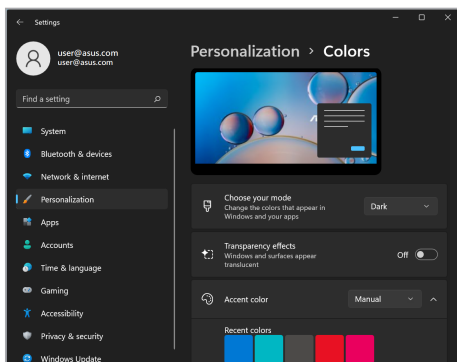 Settings
user@asus.com
user@asus.com
Find a setting
System
Bluetooth & devices
Network & internet
Personalization
Apps
Accounts
Time & language
Gaming
Accessibility
Privacy & security
Windows Update
Personalization > Colors
Choose your mode
Change the colors that appear in
Windows and your apps
Dark
Transparency effects
Windows and surfaces appear
translucent
Off
Accent color
Manual
Recent colors